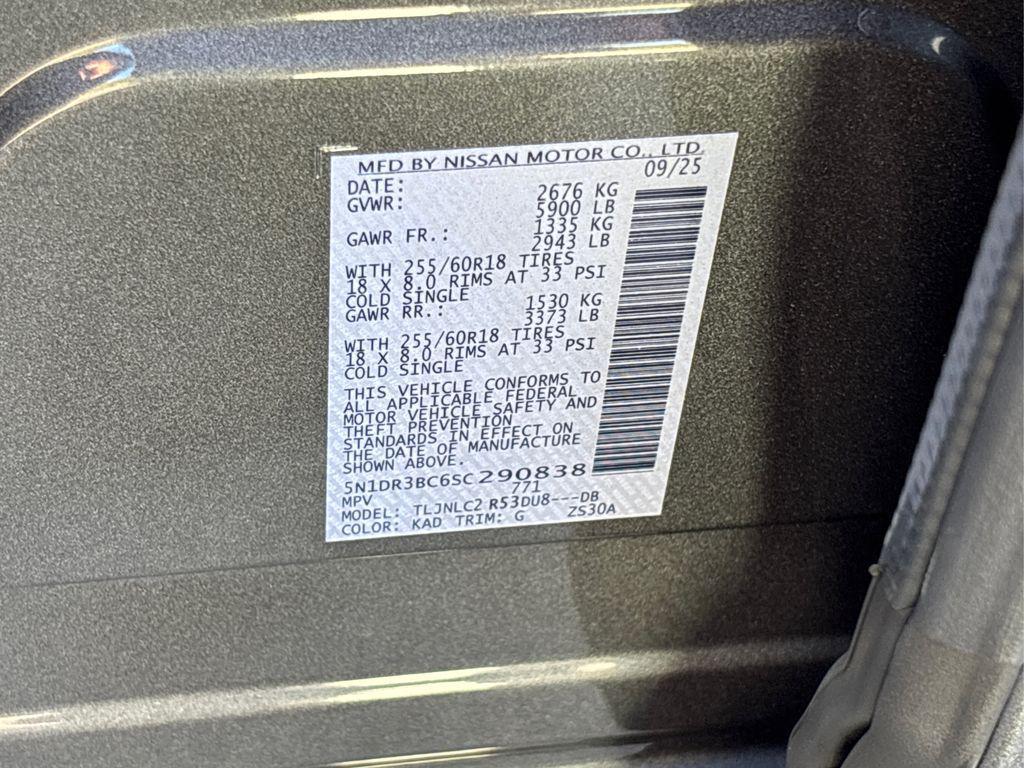 MFD BY NISSAN MOTOR CO., LTD.
DATE: 09/25
GVWR: 2676 KG
5900 LB
GAWR FR.: 1335 KG
2943 LB
WITH 255/60R18 TIRES
18 X 8.0 RIMS AT 33 PSI
COLD SINGLE
GAWR RR.: 1530 KG
3373 LB
WITH 255/60R18 TIRES
18 X 8.0 RIMS AT 33 PSI
COLD SINGLE
THIS VEHICLE CONFORMS TO
ALL APPLICABLE FEDERAL
MOTOR VEHICLE SAFETY AND
THEFT PREVENTION
STANDARDS IN EFFECT ON
THE DATE OF MANUFACTURE
SHOWN ABOVE.
5N1DR3BC6SC290838
MPV 771
MODEL: TLJNLC2 R53DU8---DB
COLOR: KAD TRIM: G ZS30A